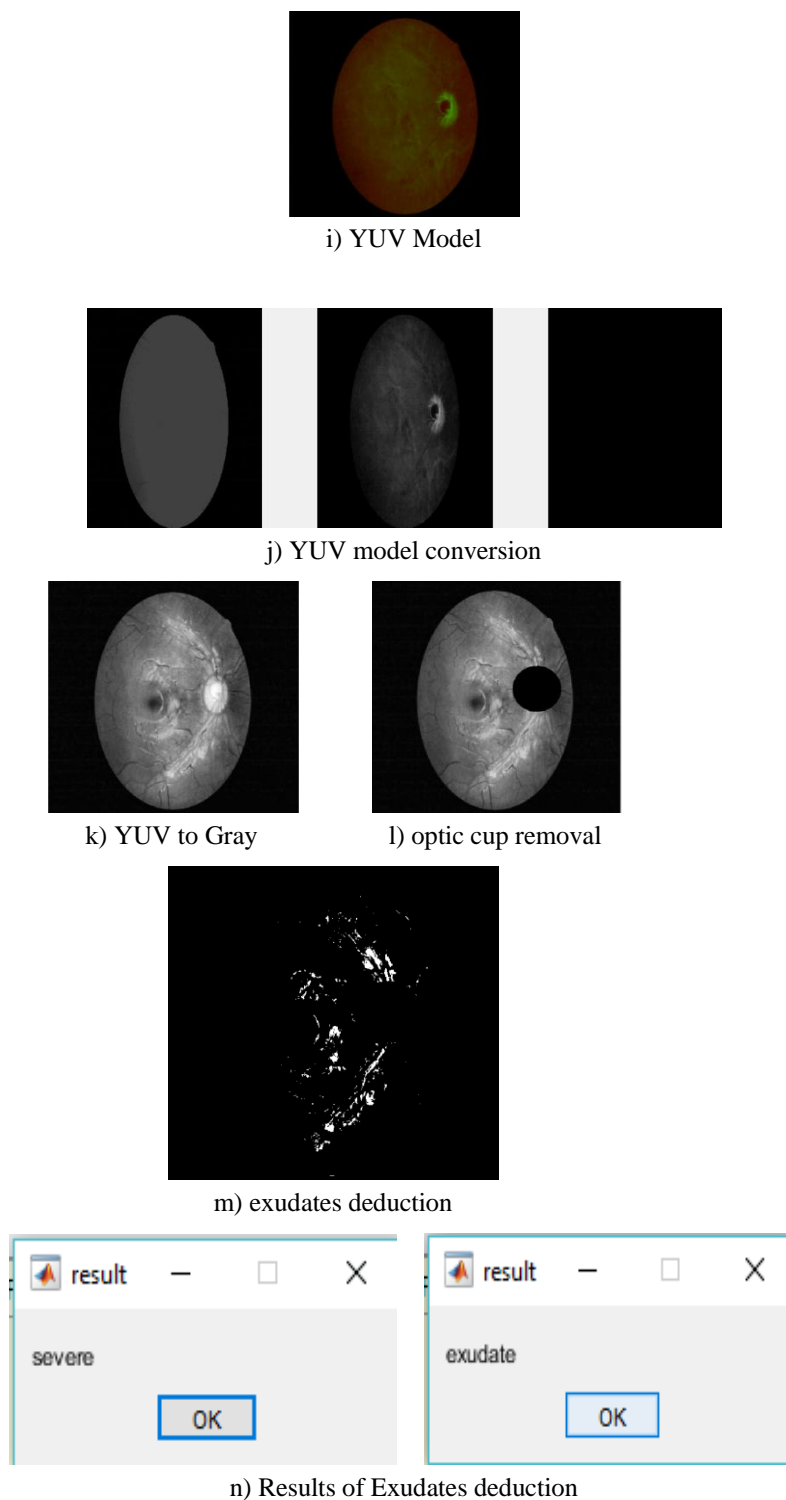 i) YUV Model
j) YUV model conversion
k) YUV to Gray
l) optic cup removal
m) exudates deduction
result
severe
OK
result
exudate
OK
n) Results of Exudates deduction